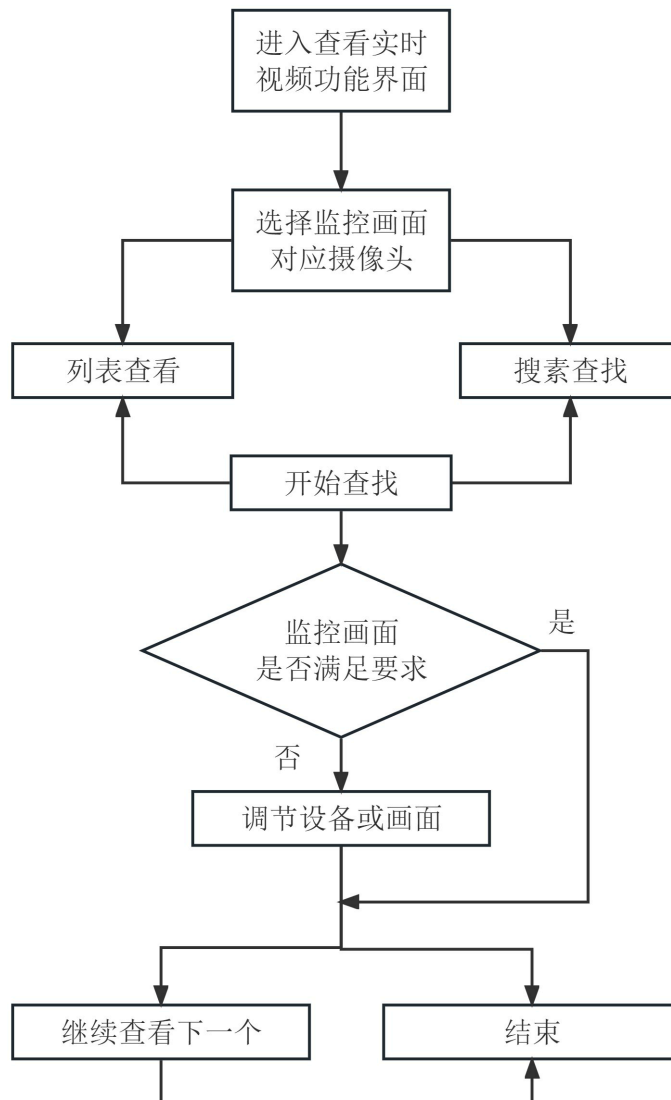 进入查看实时
视频功能界面
选择监控画面
对应摄像头
列表查看
搜素查找
开始查找
监控画面
是否满足要求
是
否
调节设备或画面
继续查看下一个
结束